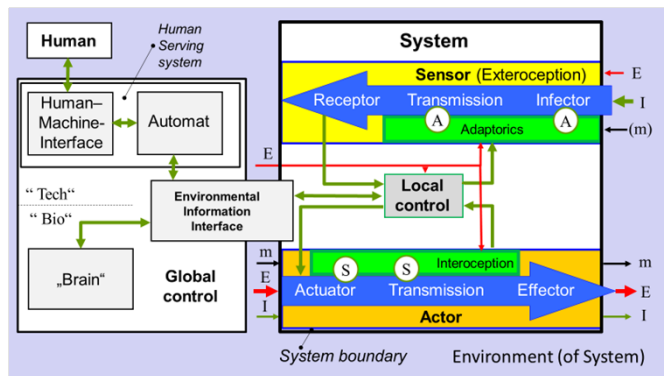 Human
Human
Serving
system
System
Sensor (Exteroception)
E
Receptor Transmission Infector
I
A A
Adaptorics
(m)
Human–
Machine-
Interface
Automat
E
Local
control
“ Tech“
“ Bio“
Environmental
Information
Interface
„Brain“
Global
control
m
Interoception
S S
m
E
Actuator Transmission Effector
E
I
Actor
I
System boundary
Environment (of System)